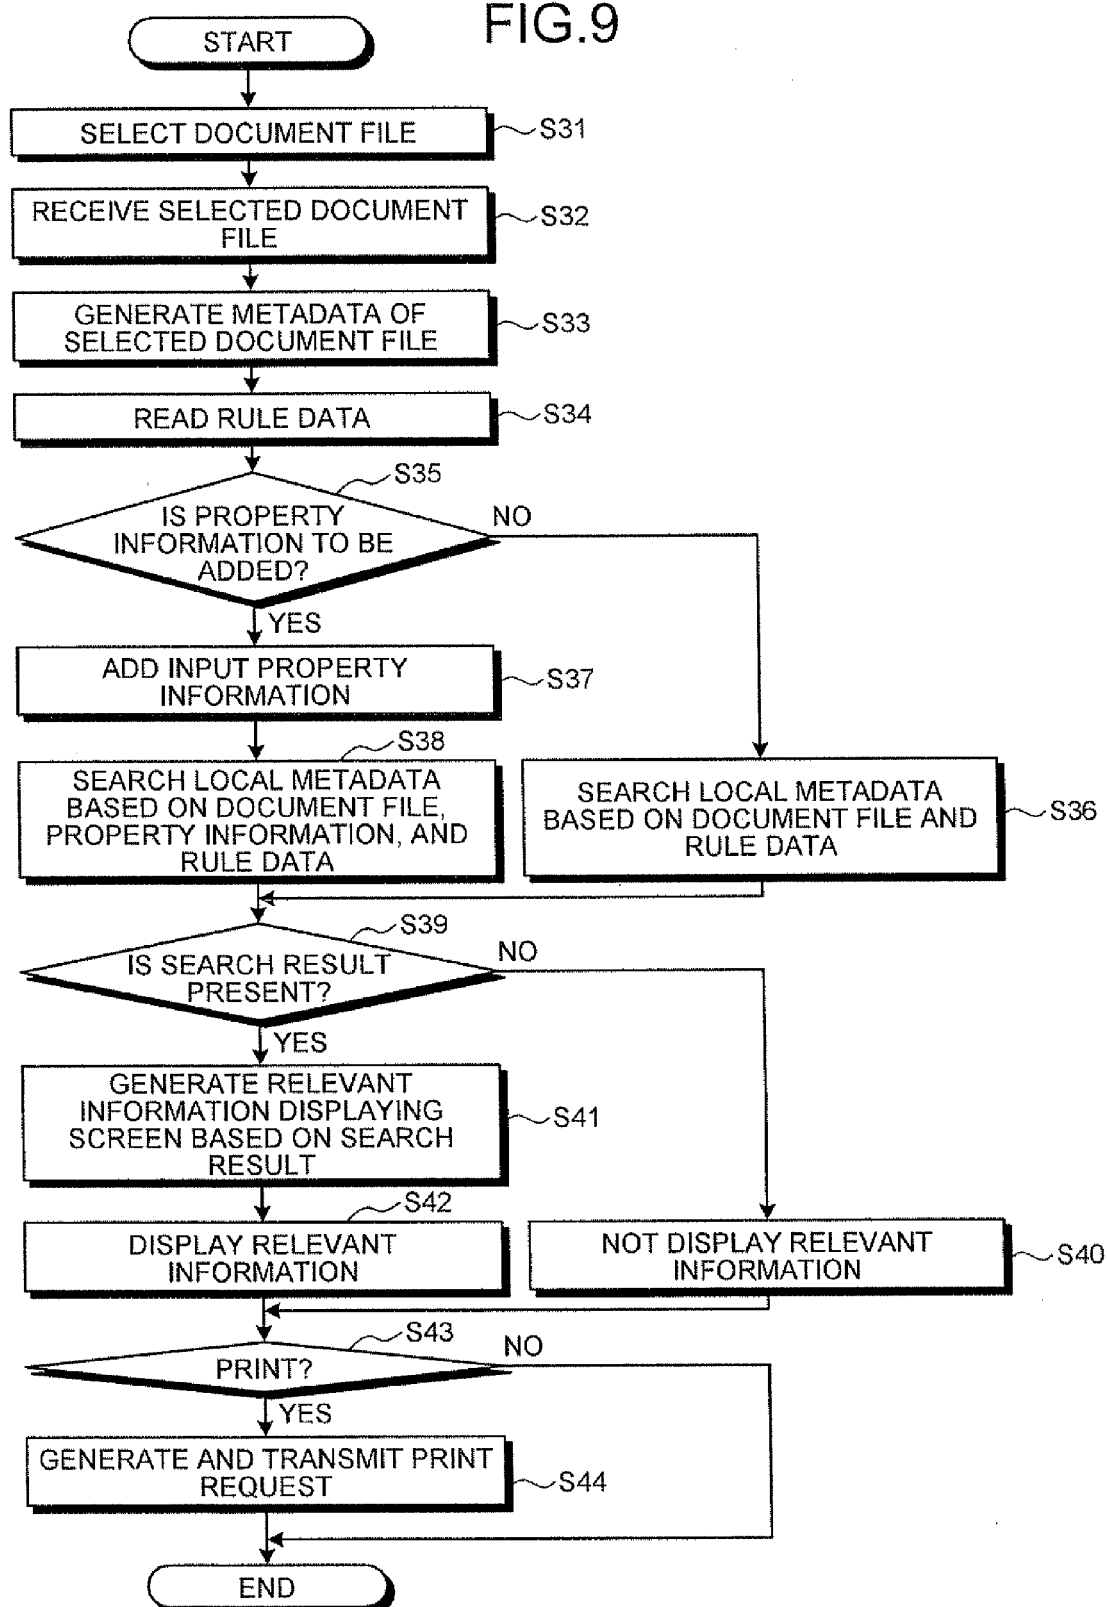 FIG.9
START
SELECT DOCUMENT FILE
S31
RECEIVE SELECTED DOCUMENT
FILE
S32
GENERATE METADATA OF
SELECTED DOCUMENT FILE
S33
READ RULE DATA
S34
S35
IS PROPERTY
INFORMATION TO BE
ADDED?
NO
YES
ADD INPUT PROPERTY
INFORMATION
S37
S38
SEARCH LOCAL METADATA
BASED ON DOCUMENT FILE,
PROPERTY INFORMATION, AND
RULE DATA
SEARCH LOCAL METADATA
BASED ON DOCUMENT FILE AND
RULE DATA
S36
S39
IS SEARCH RESULT
PRESENT?
NO
YES
GENERATE RELEVANT
INFORMATION DISPLAYING
SCREEN BASED ON SEARCH
RESULT
S41
S42
DISPLAY RELEVANT
INFORMATION
NOT DISPLAY RELEVANT
INFORMATION
S40
S43
PRINT?
NO
YES
GENERATE AND TRANSMIT PRINT
REQUEST
S44
END